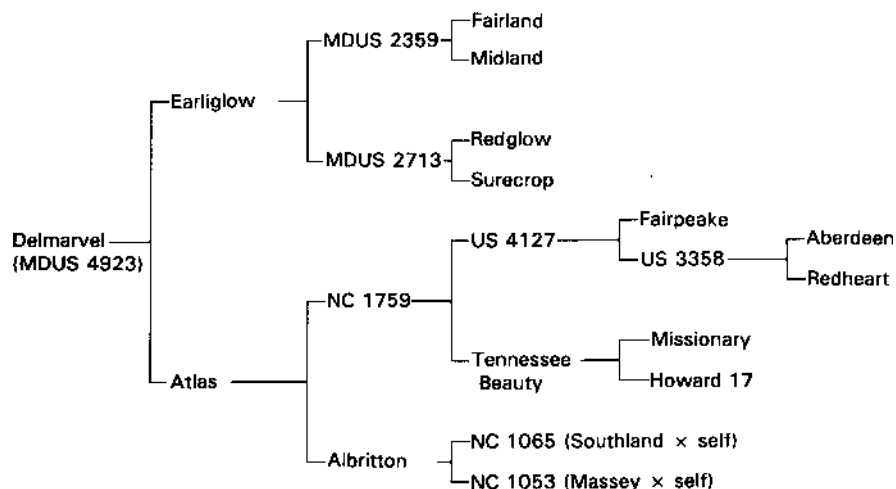 Fairland
MDUS 2359
Midland
Earliglow
Redglow
MDUS 2713
Surecrop
Delmarvel
(MDUS 4923)
Fairpeake
US 4127
Aberdeen
US 3358
Redheart
NC 1759
Missionary
Tennessee
Beauty
Howard 17
Atlas
NC 1065 (Southland × self)
Albritton
NC 1053 (Massey × self)